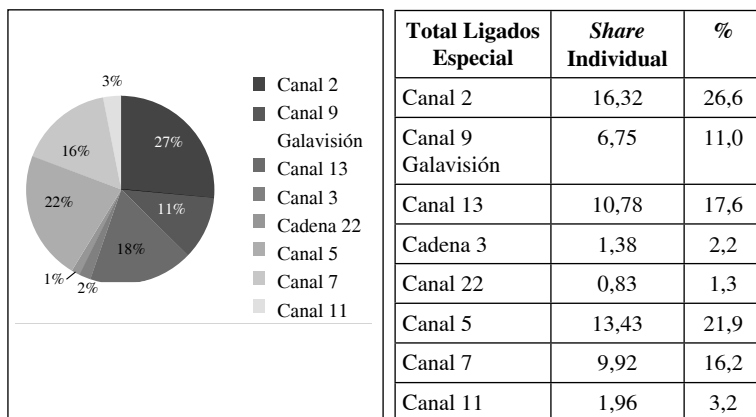 3%
27%
16%
11%
22%
18%
1%
2%
Canal 2
Canal 9
Galavisión
Canal 13
Canal 3
Cadena 22
Canal 5
Canal 7
Canal 11
Total Ligados Especial Share Individual %
Canal 2 16,32 26,6
Canal 9 Galavisión 6,75 11,0
Canal 13 10,78 17,6
Cadena 3 1,38 2,2
Canal 22 0,83 1,3
Canal 5 13,43 21,9
Canal 7 9,92 16,2
Canal 11 1,96 3,2